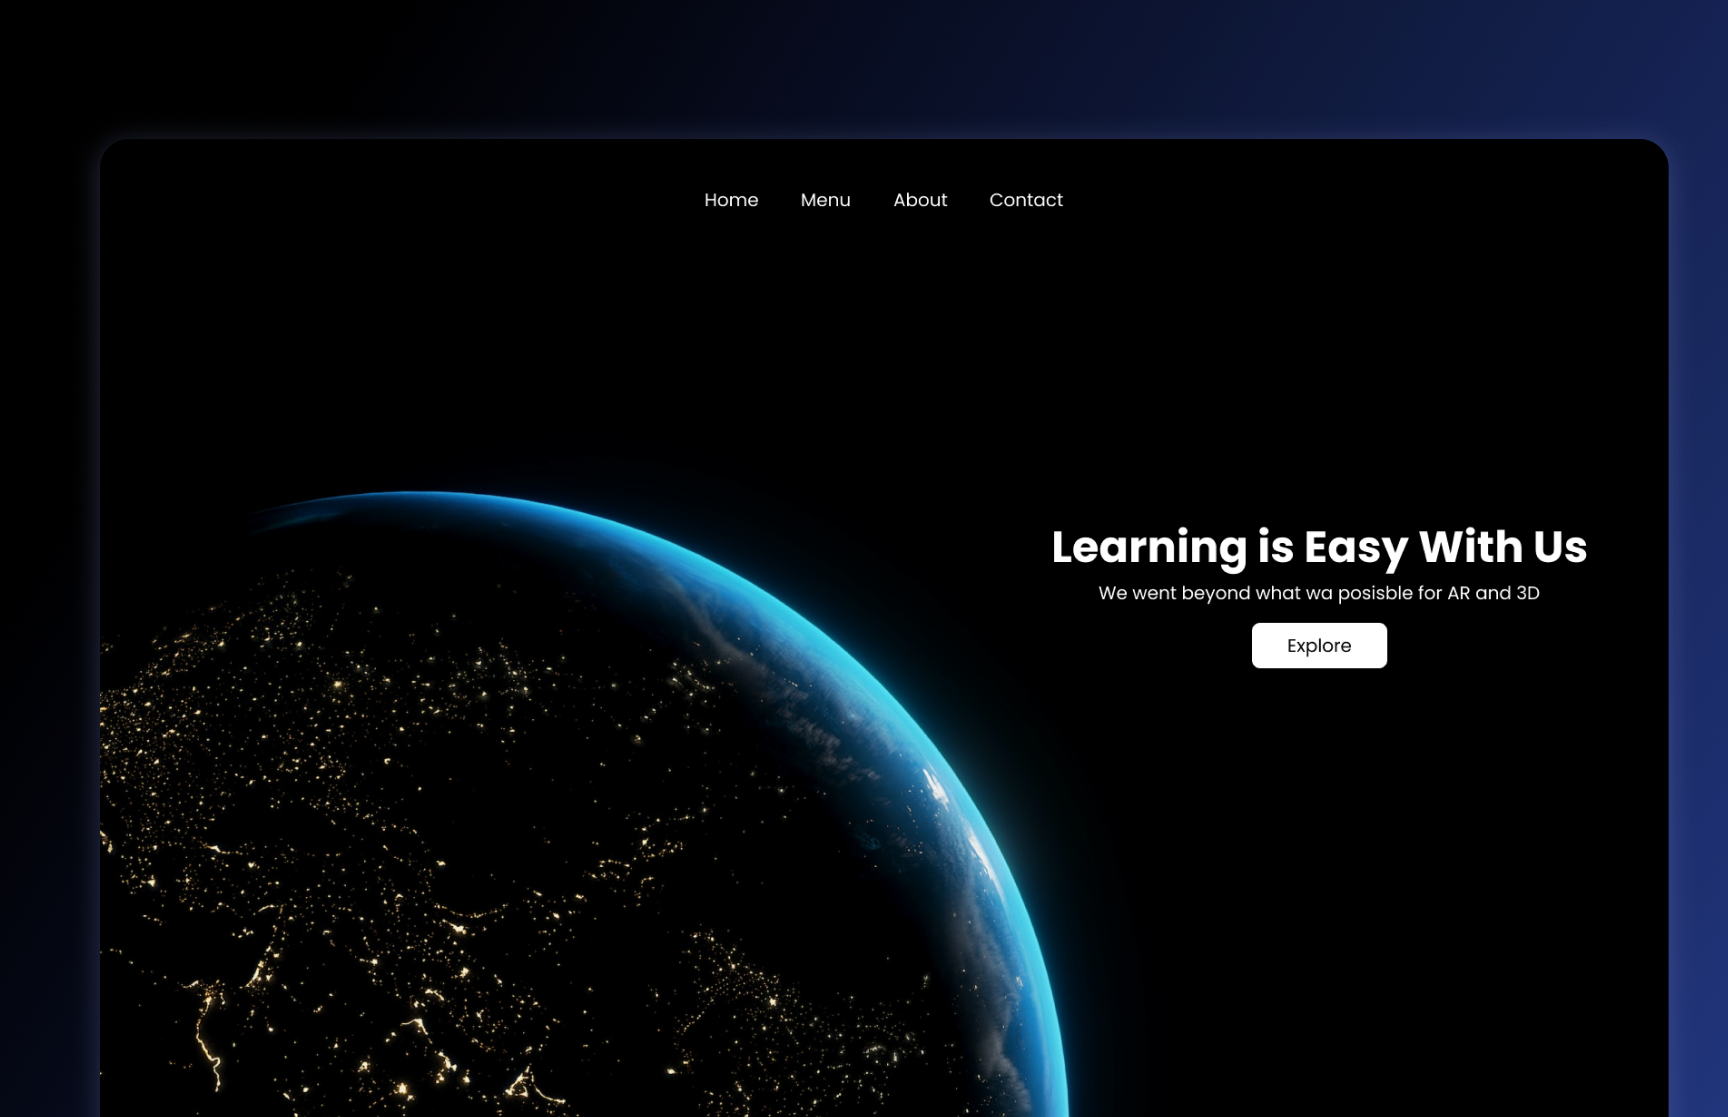 Home Menu About Contact
Learning is Easy With Us
We went beyond what wa posisble for AR and 3D
Explore